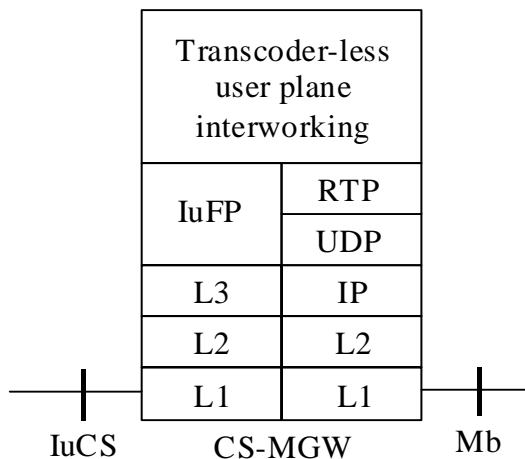 Transcoder-less
user plane
interworking
IuFP
RTP
UDP
L3
IP
L2
L2
L1
L1
IuCS
CS-MGW
Mb